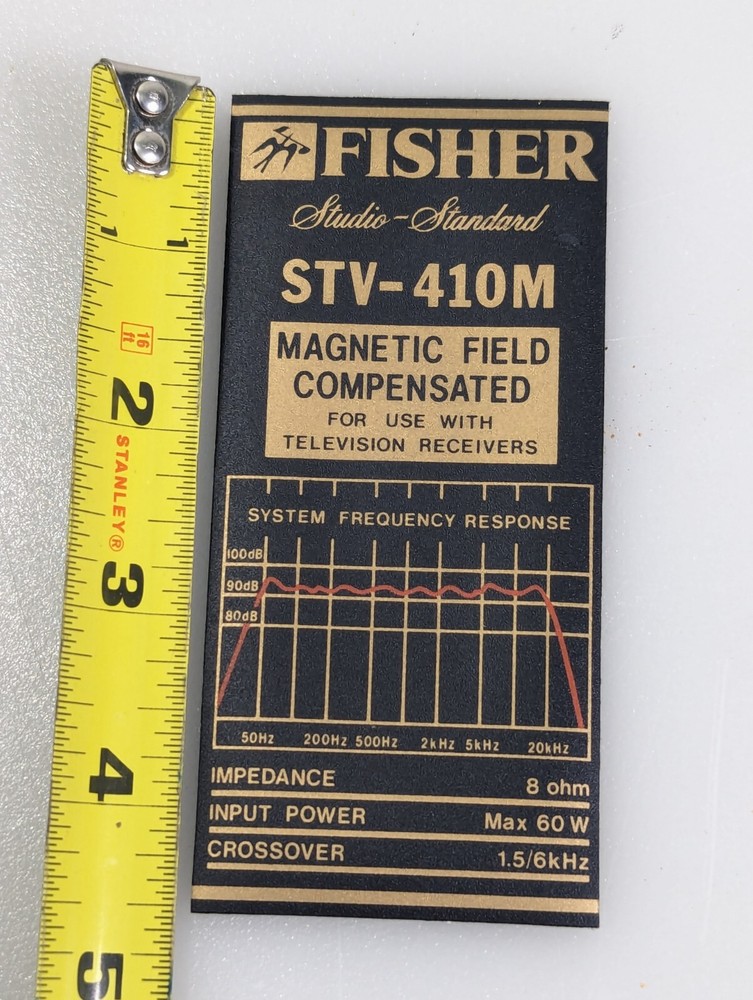 FISHER
Studio-Standard
STV-410M
MAGNETIC FIELD
COMPENSATED
FOR USE WITH
TELEVISION RECEIVERS
SYSTEM FREQUENCY RESPONSE
100dB
90dB
80dB
50Hz 200Hz 500Hz 2kHz 5kHz 20kHz
IMPEDANCE 8 ohm
INPUT POWER Max 60 W
CROSSOVER 1.5/6kHz
1 1
16 ft
2
STANLEY®
3
4
5